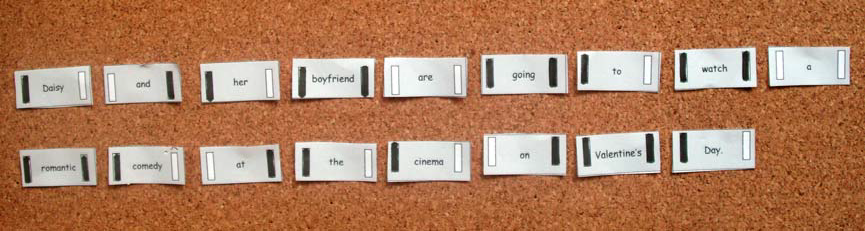 Daisy and her boyfriend are going to watch a
romantic comedy at the cinema on Valentine's Day.